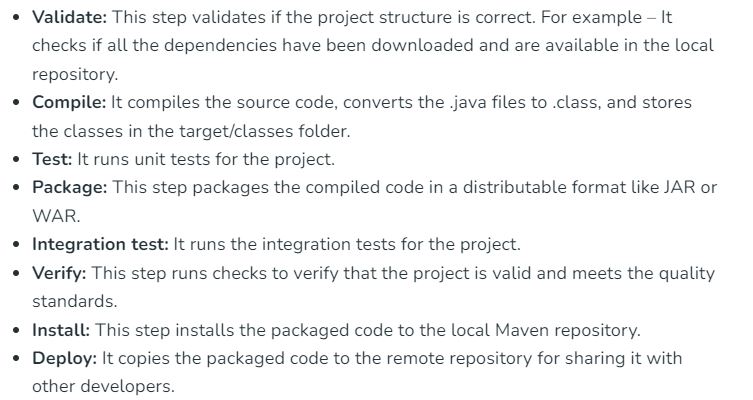 Validate: This step validates if the project structure is correct. For example – It
checks if all the dependencies have been downloaded and are available in the local
repository.
Compile: It compiles the source code, converts the .java files to .class, and stores
the classes in the target/classes folder.
Test: It runs unit tests for the project.
Package: This step packages the compiled code in a distributable format like JAR or
WAR.
Integration test: It runs the integration tests for the project.
Verify: This step runs checks to verify that the project is valid and meets the quality
standards.
Install: This step installs the packaged code to the local Maven repository.
Deploy: It copies the packaged code to the remote repository for sharing it with
other developers.